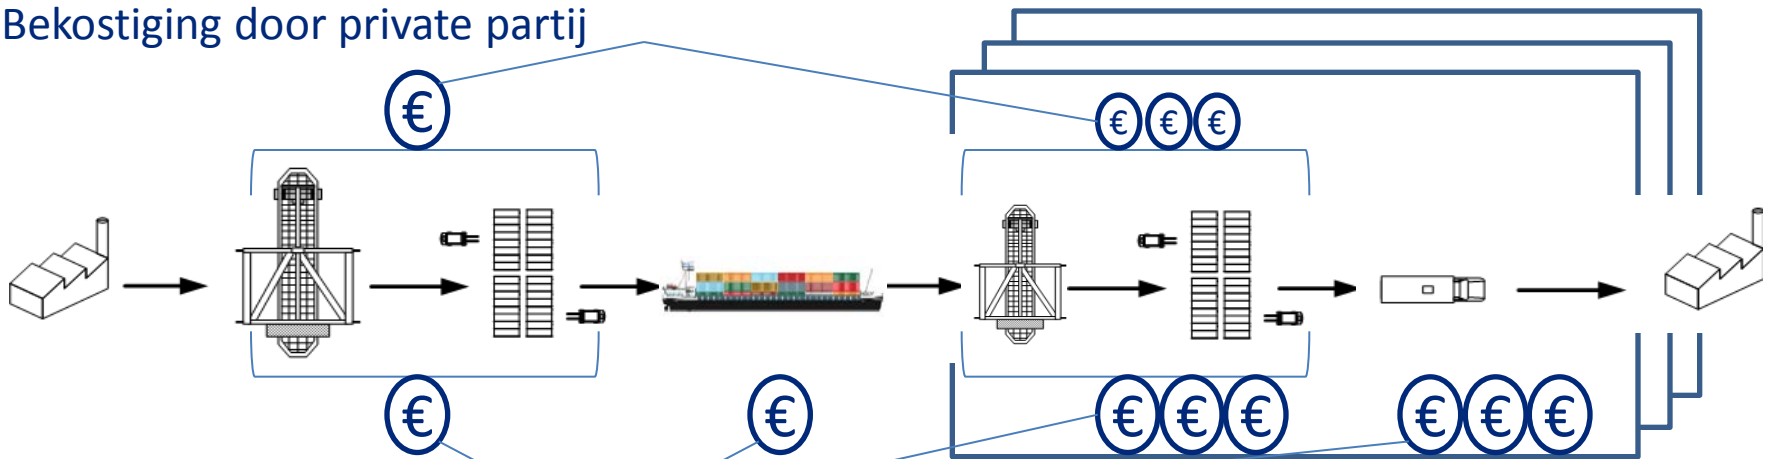 Bekostiging door private partij
€
€ € €
€
€
€ € €
€ € €